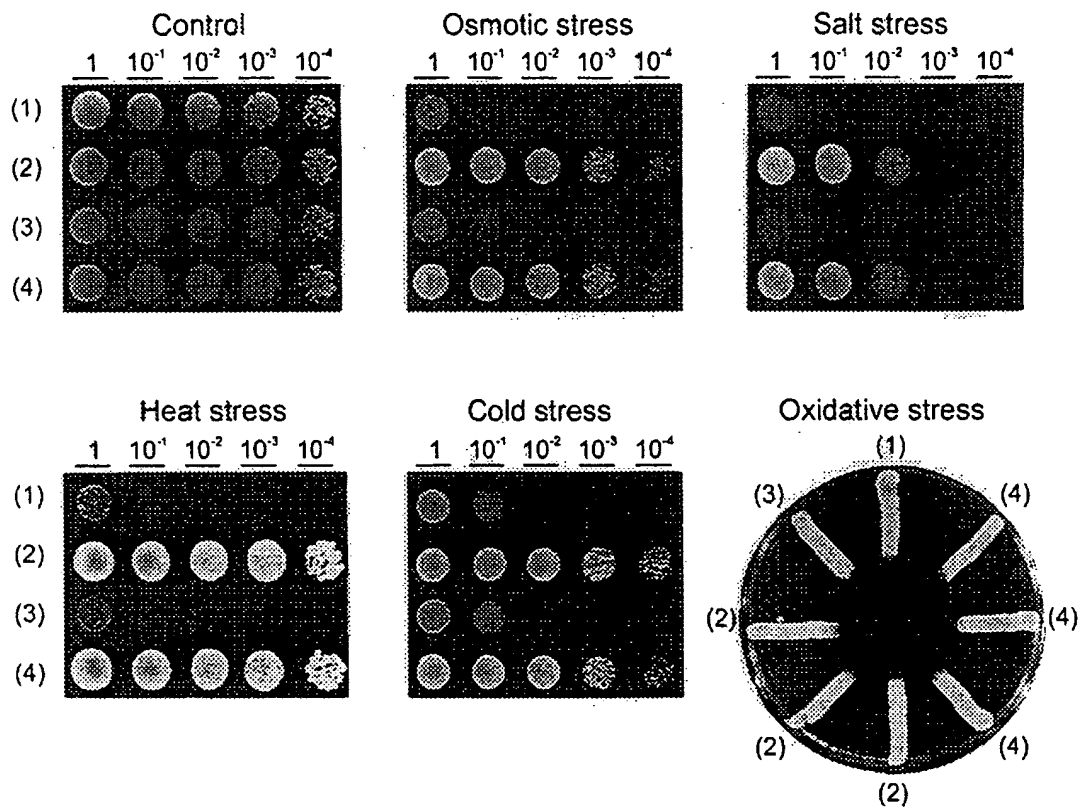 Control
1 10⁻¹ 10⁻² 10⁻³ 10⁻⁴
(1)
(2)
(3)
(4)
Osmotic stress
1 10⁻¹ 10⁻² 10⁻³ 10⁻⁴
Salt stress
1 10⁻¹ 10⁻² 10⁻³ 10⁻⁴
Heat stress
1 10⁻¹ 10⁻² 10⁻³ 10⁻⁴
(1)
(2)
(3)
(4)
Cold stress
1 10⁻¹ 10⁻² 10⁻³ 10⁻⁴
Oxidative stress
(1)
(3) (4)
(2) (4)
(2) (4)
(2)